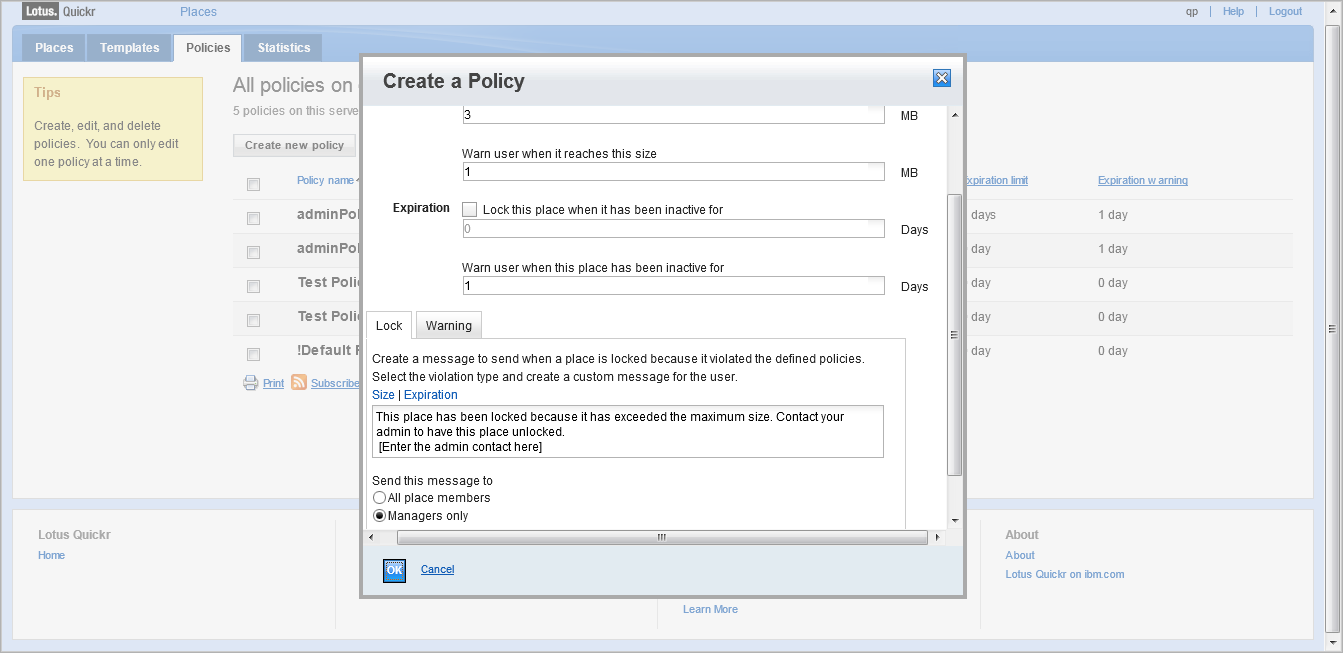 Lotus. Quickr
Places
qp | Help | Logout
Places
Templates
Policies
Statistics
Tips
Create, edit, and delete
policies. You can only edit
one policy at a time.
All policies on
5 policies on this serve
Create new policy
Policy name
xpiration limit
Expiration warning
adminPol
days
1 day
adminPol
day
1 day
Test Poli
day
0 day
Test Poli
day
0 day
!Default
day
0 day
Print
Subscribe
Create a Policy
3
MB
Warn user when it reaches this size
1
MB
Expiration
Lock this place when it has been inactive for
0
Days
Warn user when this place has been inactive for
1
Days
Lock
Warning
Create a message to send when a place is locked because it violated the defined policies.
Select the violation type and create a custom message for the user.
Size | Expiration
This place has been locked because it has exceeded the maximum size. Contact your
admin to have this place unlocked.
[Enter the admin contact here]
Send this message to
All place members
Managers only
OK
Cancel
Lotus Quickr
Home
Learn More
About
About
Lotus Quickr on ibm.com